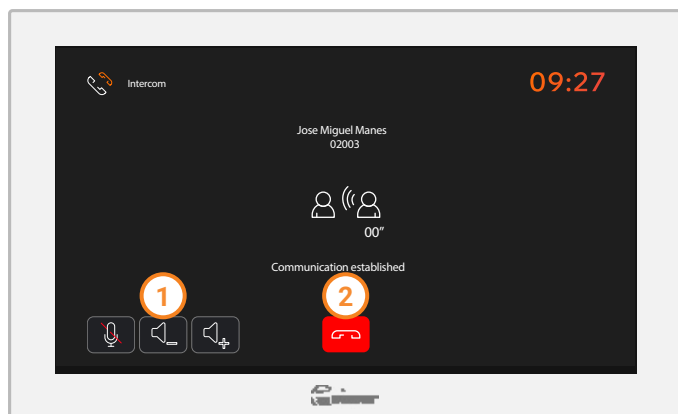 Intercom
09:27
Jose Miguel Manes
02003
00"
Communication established
1
2